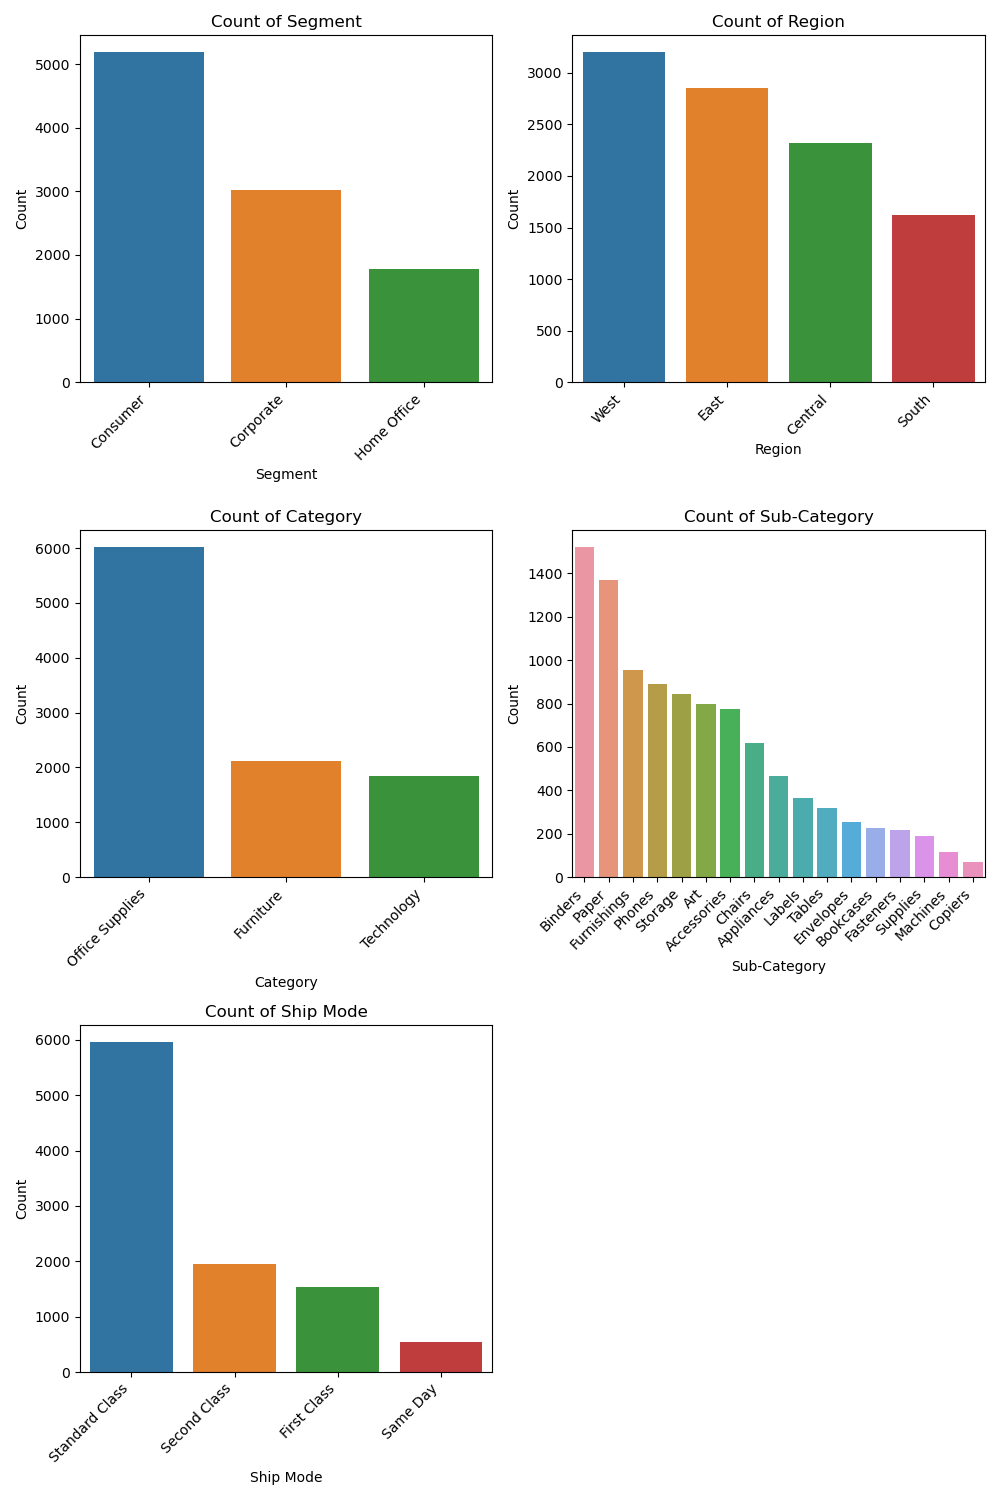 Count of Segment
Count
5000
4000
3000
2000
1000
0
Consumer
Corporate
Home Office
Segment
Count of Region
Count
3000
2500
2000
1500
1000
500
0
West
East
Central
South
Region
Count of Category
Count
6000
5000
4000
3000
2000
1000
0
Office Supplies
Furniture
Technology
Category
Count of Sub-Category
Count
1400
1200
1000
800
600
400
200
0
Binders
Paper
Furnishings
Phones
Storage
Art
Accessories
Chairs
Appliances
Labels
Tables
Envelopes
Bookcases
Fasteners
Supplies
Machines
Copiers
Sub-Category
Count of Ship Mode
Count
6000
5000
4000
3000
2000
1000
0
Standard Class
Second Class
First Class
Same Day
Ship Mode